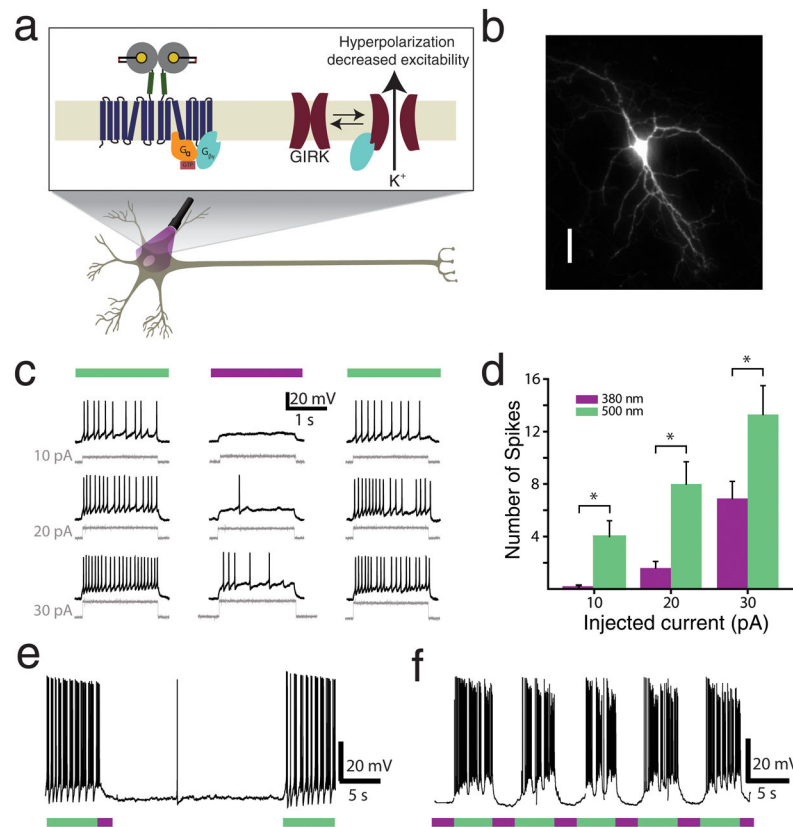 a
Hyperpolarization
decreased excitability
Gα
GTP
Gβγ
GIRK
K+
b
c
20 mV
1 s
10 pA
20 pA
30 pA
d
Number of Spikes
16
12
8
4
380 nm
500 nm
*
*
*
10
20
30
Injected current (pA)
e
20 mV
5 s
f
20 mV
5 s